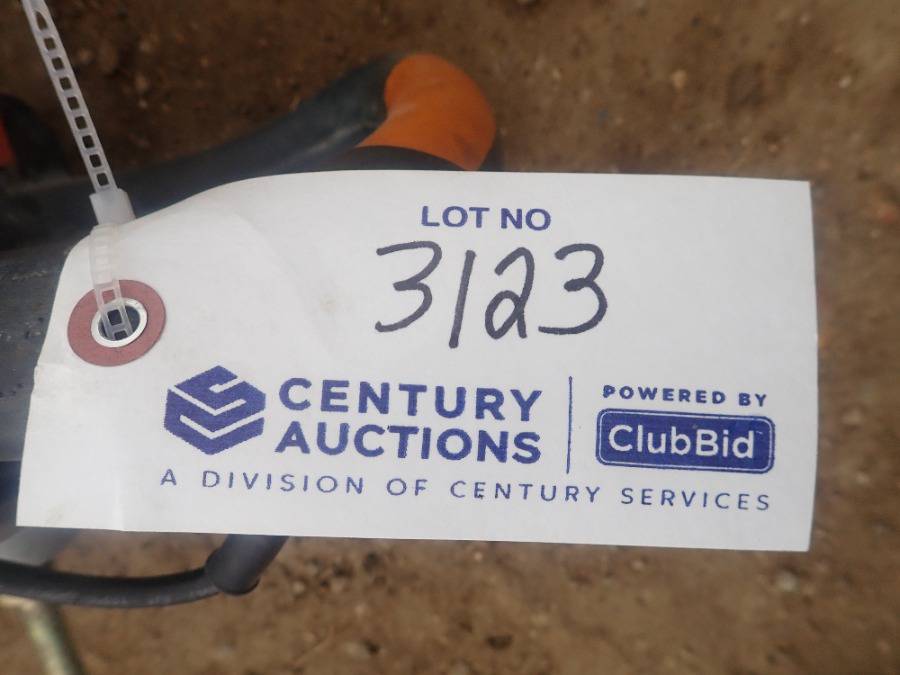 LOT NO
3123
CENTURY
AUCTIONS
POWERED BY
ClubBid
A DIVISION OF CENTURY SERVICES